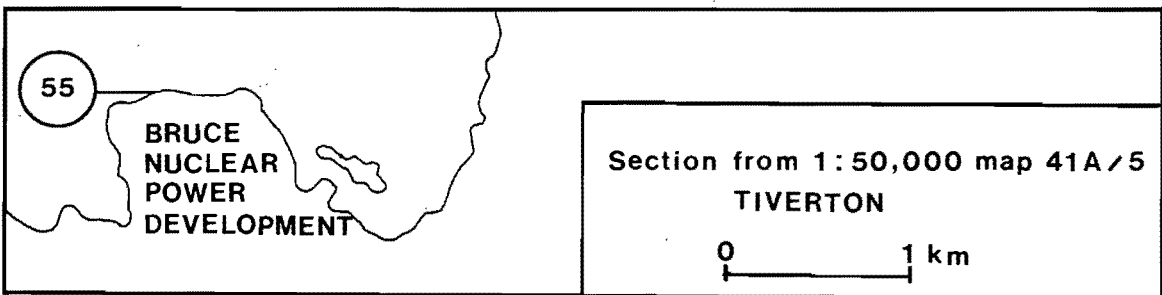 55
BRUCE
NUCLEAR
POWER
DEVELOPMENT
Section from 1:50,000 map 41A/5
TIVERTON
0 1 km